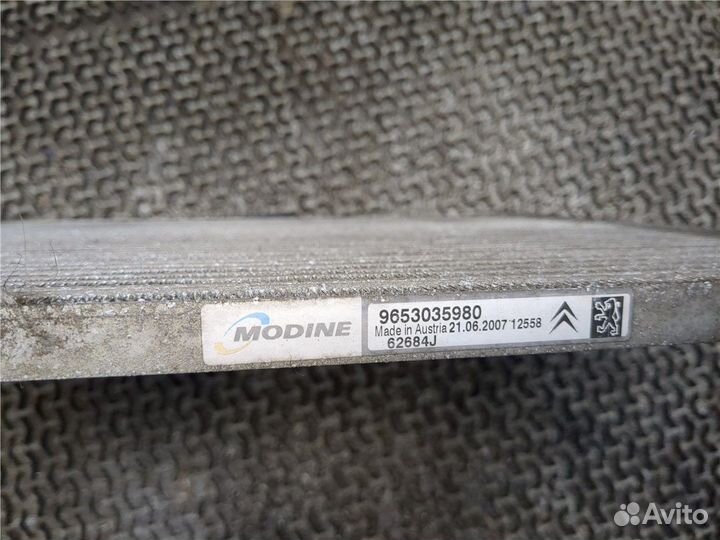 MODINE
9653035980
Made in Austria 21.06.2007 12558
62684J
Avito